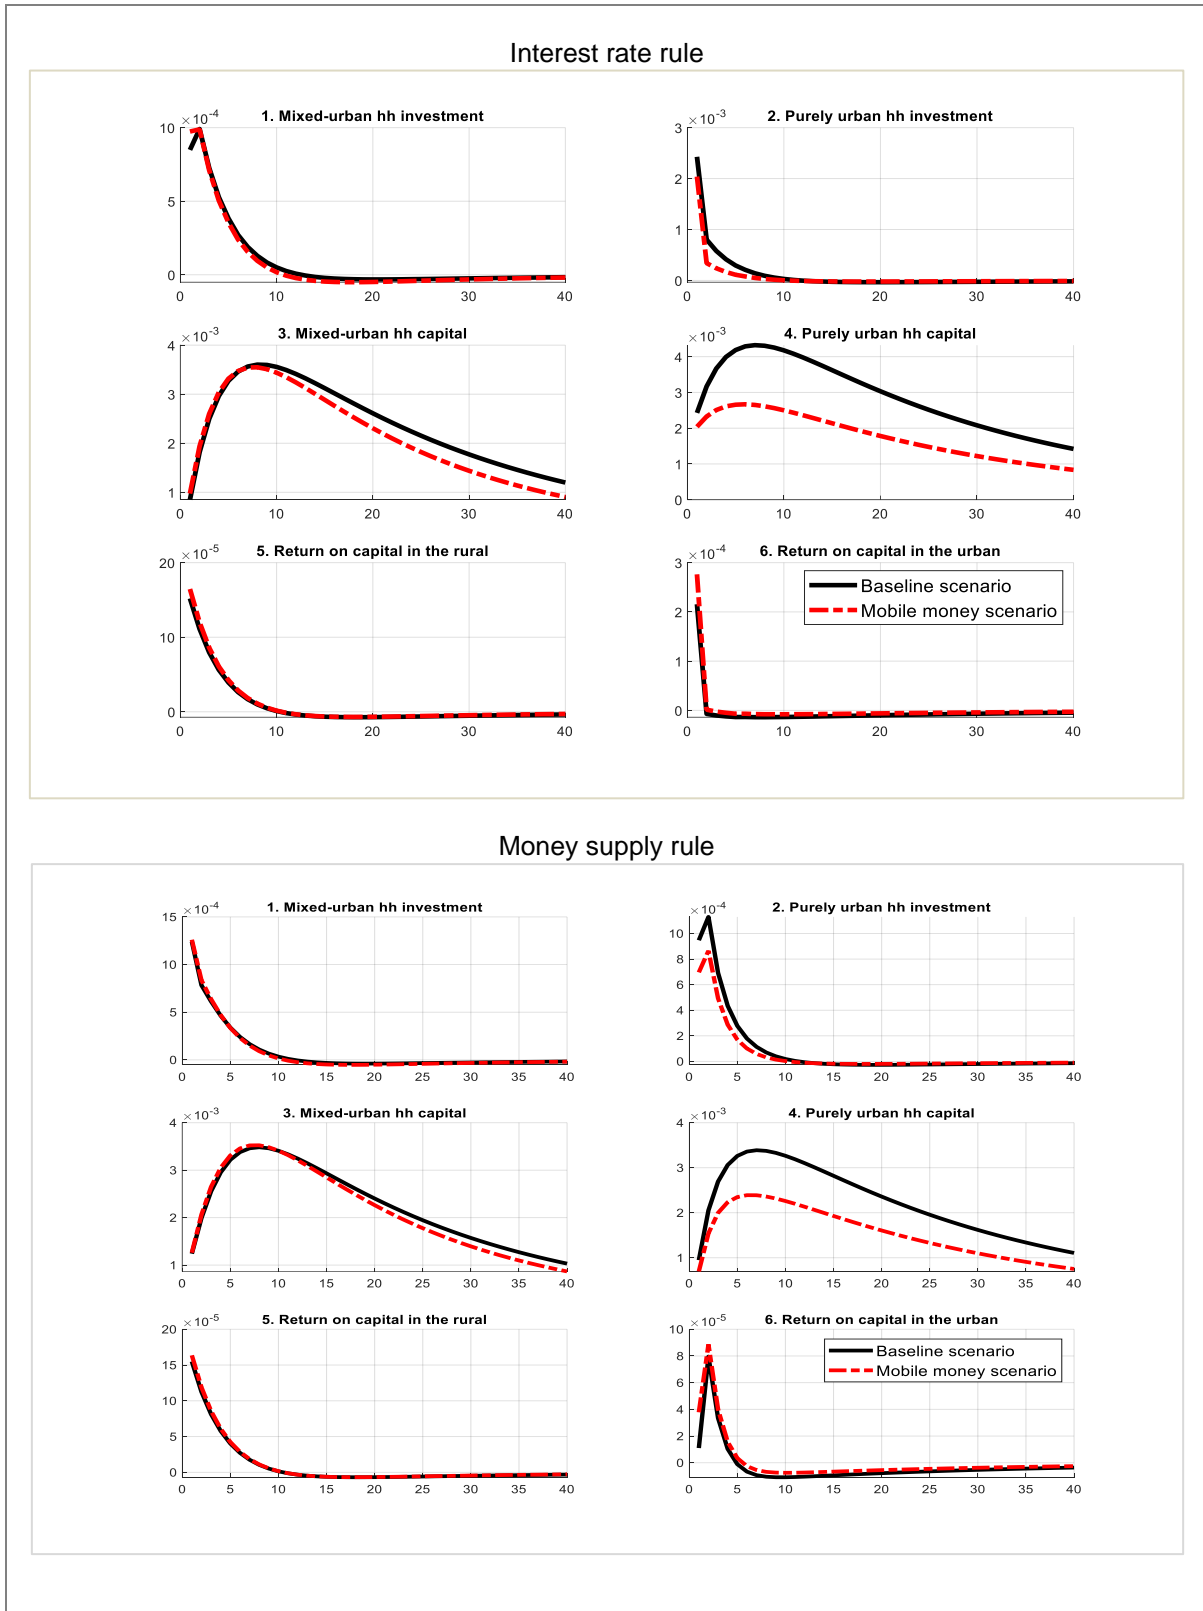 Interest rate rule
1. Mixed-urban hh investment
×10-4
10
5
0
0 10 20 30 40
2. Purely urban hh investment
×10-3
3
2
1
0
0 10 20 30 40
3. Mixed-urban hh capital
×10-3
4
3
2
1
0 10 20 30 40
4. Purely urban hh capital
×10-3
4
3
2
1
0
0 10 20 30 40
5. Return on capital in the rural
×10-5
20
10
0
0 10 20 30 40
6. Return on capital in the urban
×10-4
3
2
1
0
Baseline scenario
Mobile money scenario
0 10 20 30 40
Money supply rule
1. Mixed-urban hh investment
×10-4
15
10
5
0
0 5 10 15 20 25 30 35 40
2. Purely urban hh investment
×10-4
10
8
6
4
2
0
0 5 10 15 20 25 30 35 40
3. Mixed-urban hh capital
×10-3
4
3
2
1
0 5 10 15 20 25 30 35 40
4. Purely urban hh capital
×10-3
4
3
2
1
0 5 10 15 20 25 30 35 40
5. Return on capital in the rural
×10-5
20
15
10
5
0
0 5 10 15 20 25 30 35 40
6. Return on capital in the urban
×10-5
10
8
6
4
2
0
Baseline scenario
Mobile money scenario
0 5 10 15 20 25 30 35 40